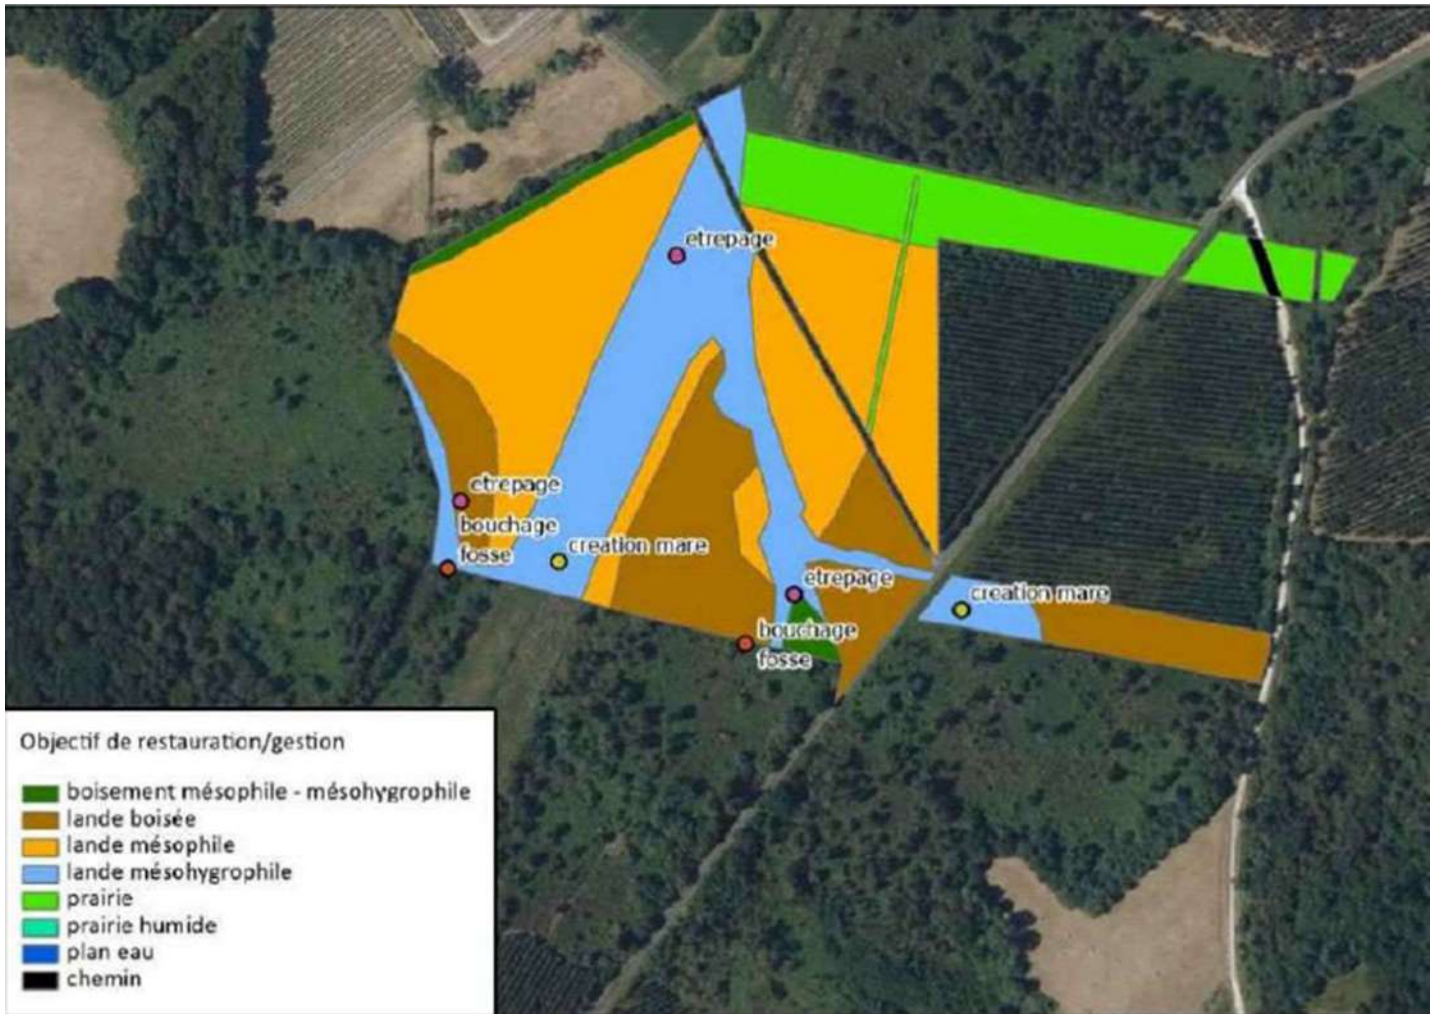 etrepage
etrepage
bouchage
fosse
creation mare
etrepage
creation mare
bouchage
fosse
Objectif de restauration/gestion
boisement mésophile - mésohygrophile
lande boisée
lande mésophile
lande mésohygrophile
prairie
prairie humide
plan eau
chemin